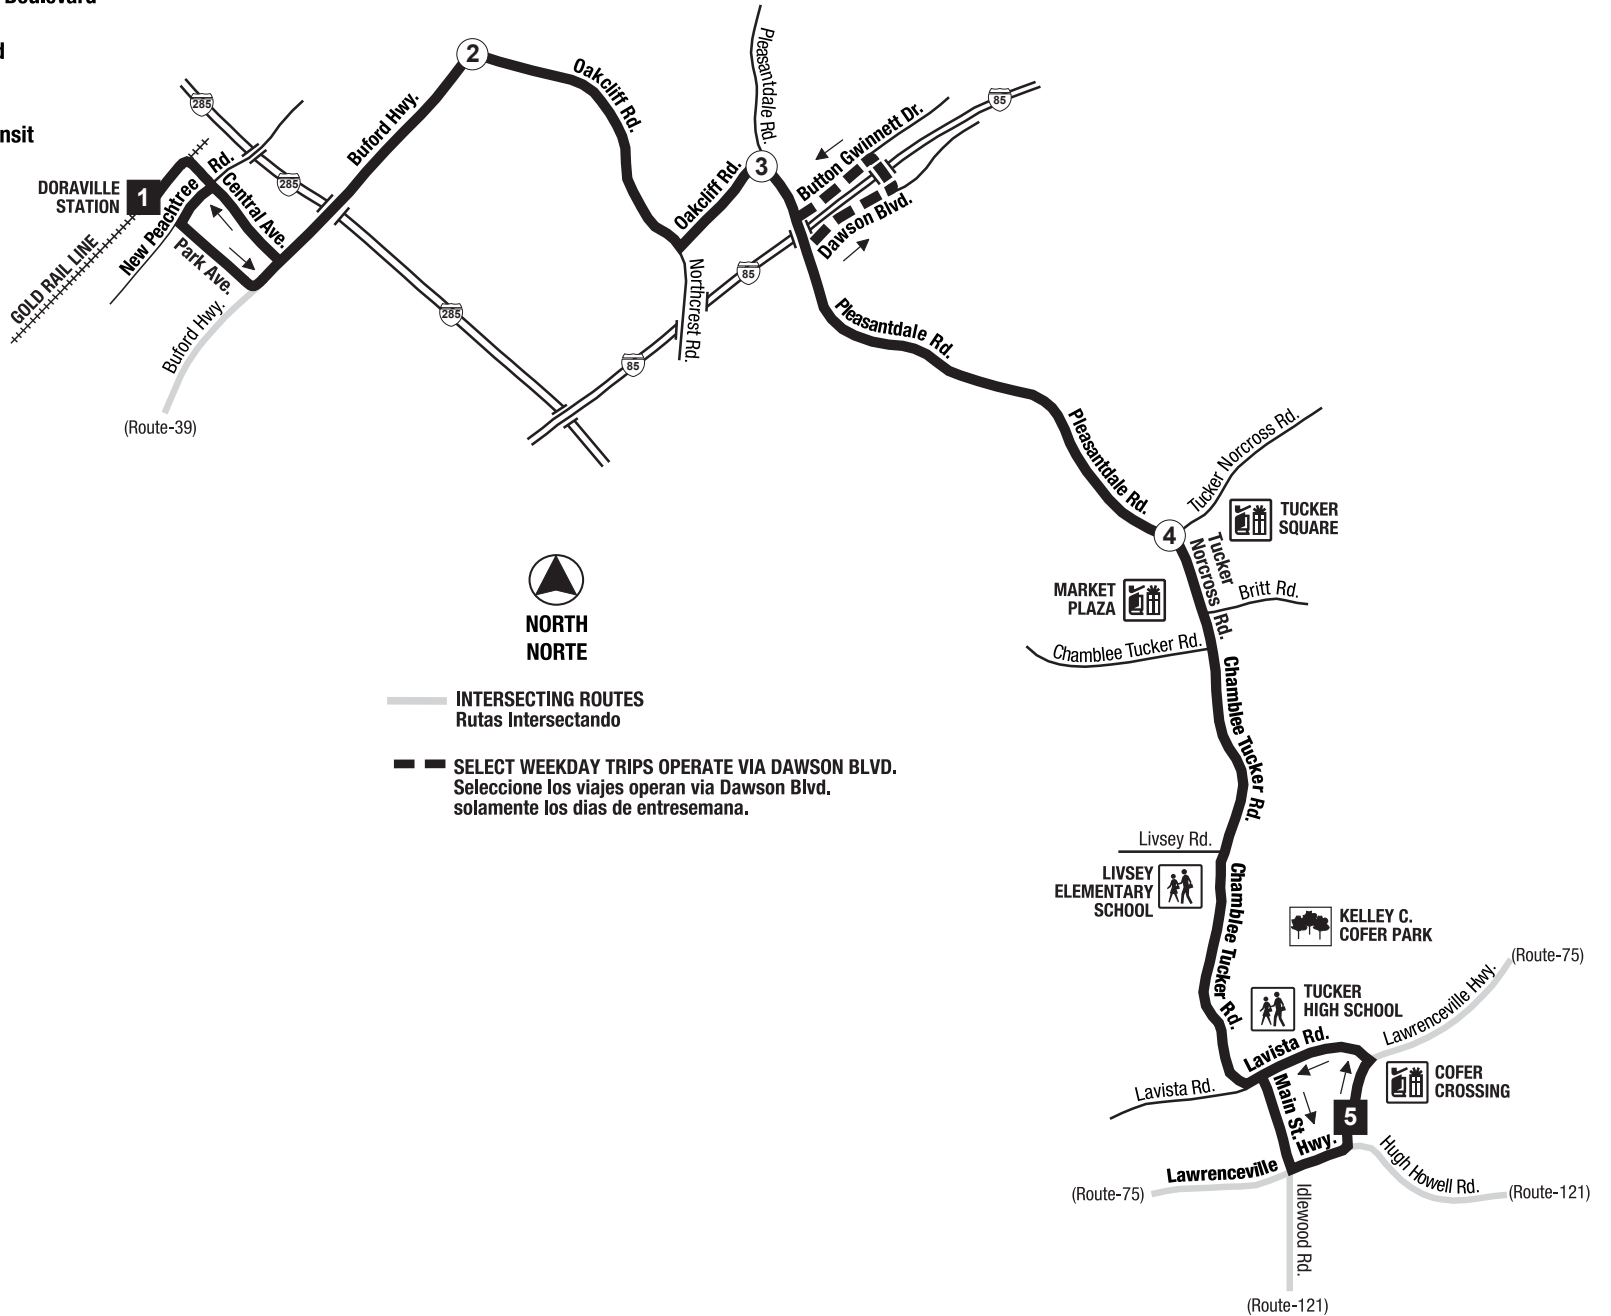 2
Oakcliff Rd.
Pleasantdale Rd.
285
85
Buford Hwy.
nsit
Button Gwinnett Dr.
3
Rd.
Oakcliff Rd.
285
DORAVILLE
STATION
1
New Peachtree
Central Ave.
Dawson Blvd.
GOLD RAIL LINE
Park Ave.
85
Northcrest Rd.
Buford Hwy.
285
Pleasantdale Rd.
85
(Route-39)
Pleasantdale Rd.
Tucker Norcross Rd.
4
TUCKER
SQUARE
Tucker
Norcross Rd.
MARKET
PLAZA
Britt Rd.
NORTH
NORTE
Chamblee Tucker Rd.
Chamblee Tucker Rd.
INTERSECTING ROUTES
Rutas Intersectando
SELECT WEEKDAY TRIPS OPERATE VIA DAWSON BLVD.
Seleccione los viajes operan via Dawson Blvd.
solamente los dias de entresemana.
Livsey Rd.
LIVSEY
ELEMENTARY
SCHOOL
Chamblee Tucker Rd.
KELLEY C.
COFER PARK
(Route-75)
Lawrenceville Hwy.
TUCKER
HIGH SCHOOL
Lavista Rd.
COFER
CROSSING
Lavista Rd.
Main St.
5
Hwy.
Lawrenceville
Hugh Howell Rd.
(Route-75)
(Route-121)
Idlewood Rd.
(Route-121)